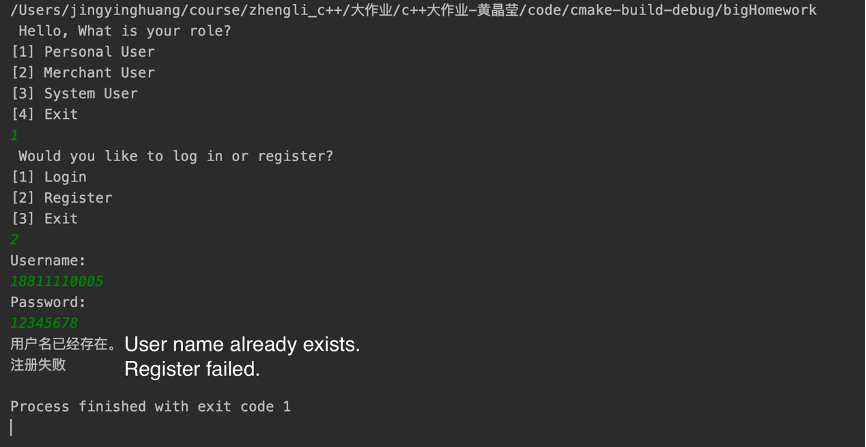 /Users/jingyinghuang/course/zhengli_c++/大作业/c++大作业-黄晶莹/code/cmake-build-debug/bigHomework
Hello, What is your role?
[1] Personal User
[2] Merchant User
[3] System User
[4] Exit
1
Would you like to log in or register?
[1] Login
[2] Register
[3] Exit
2
Username:
18811110005
Password:
12345678
用户名已经存在。 User name already exists.
注册失败 Register failed.
Process finished with exit code 1